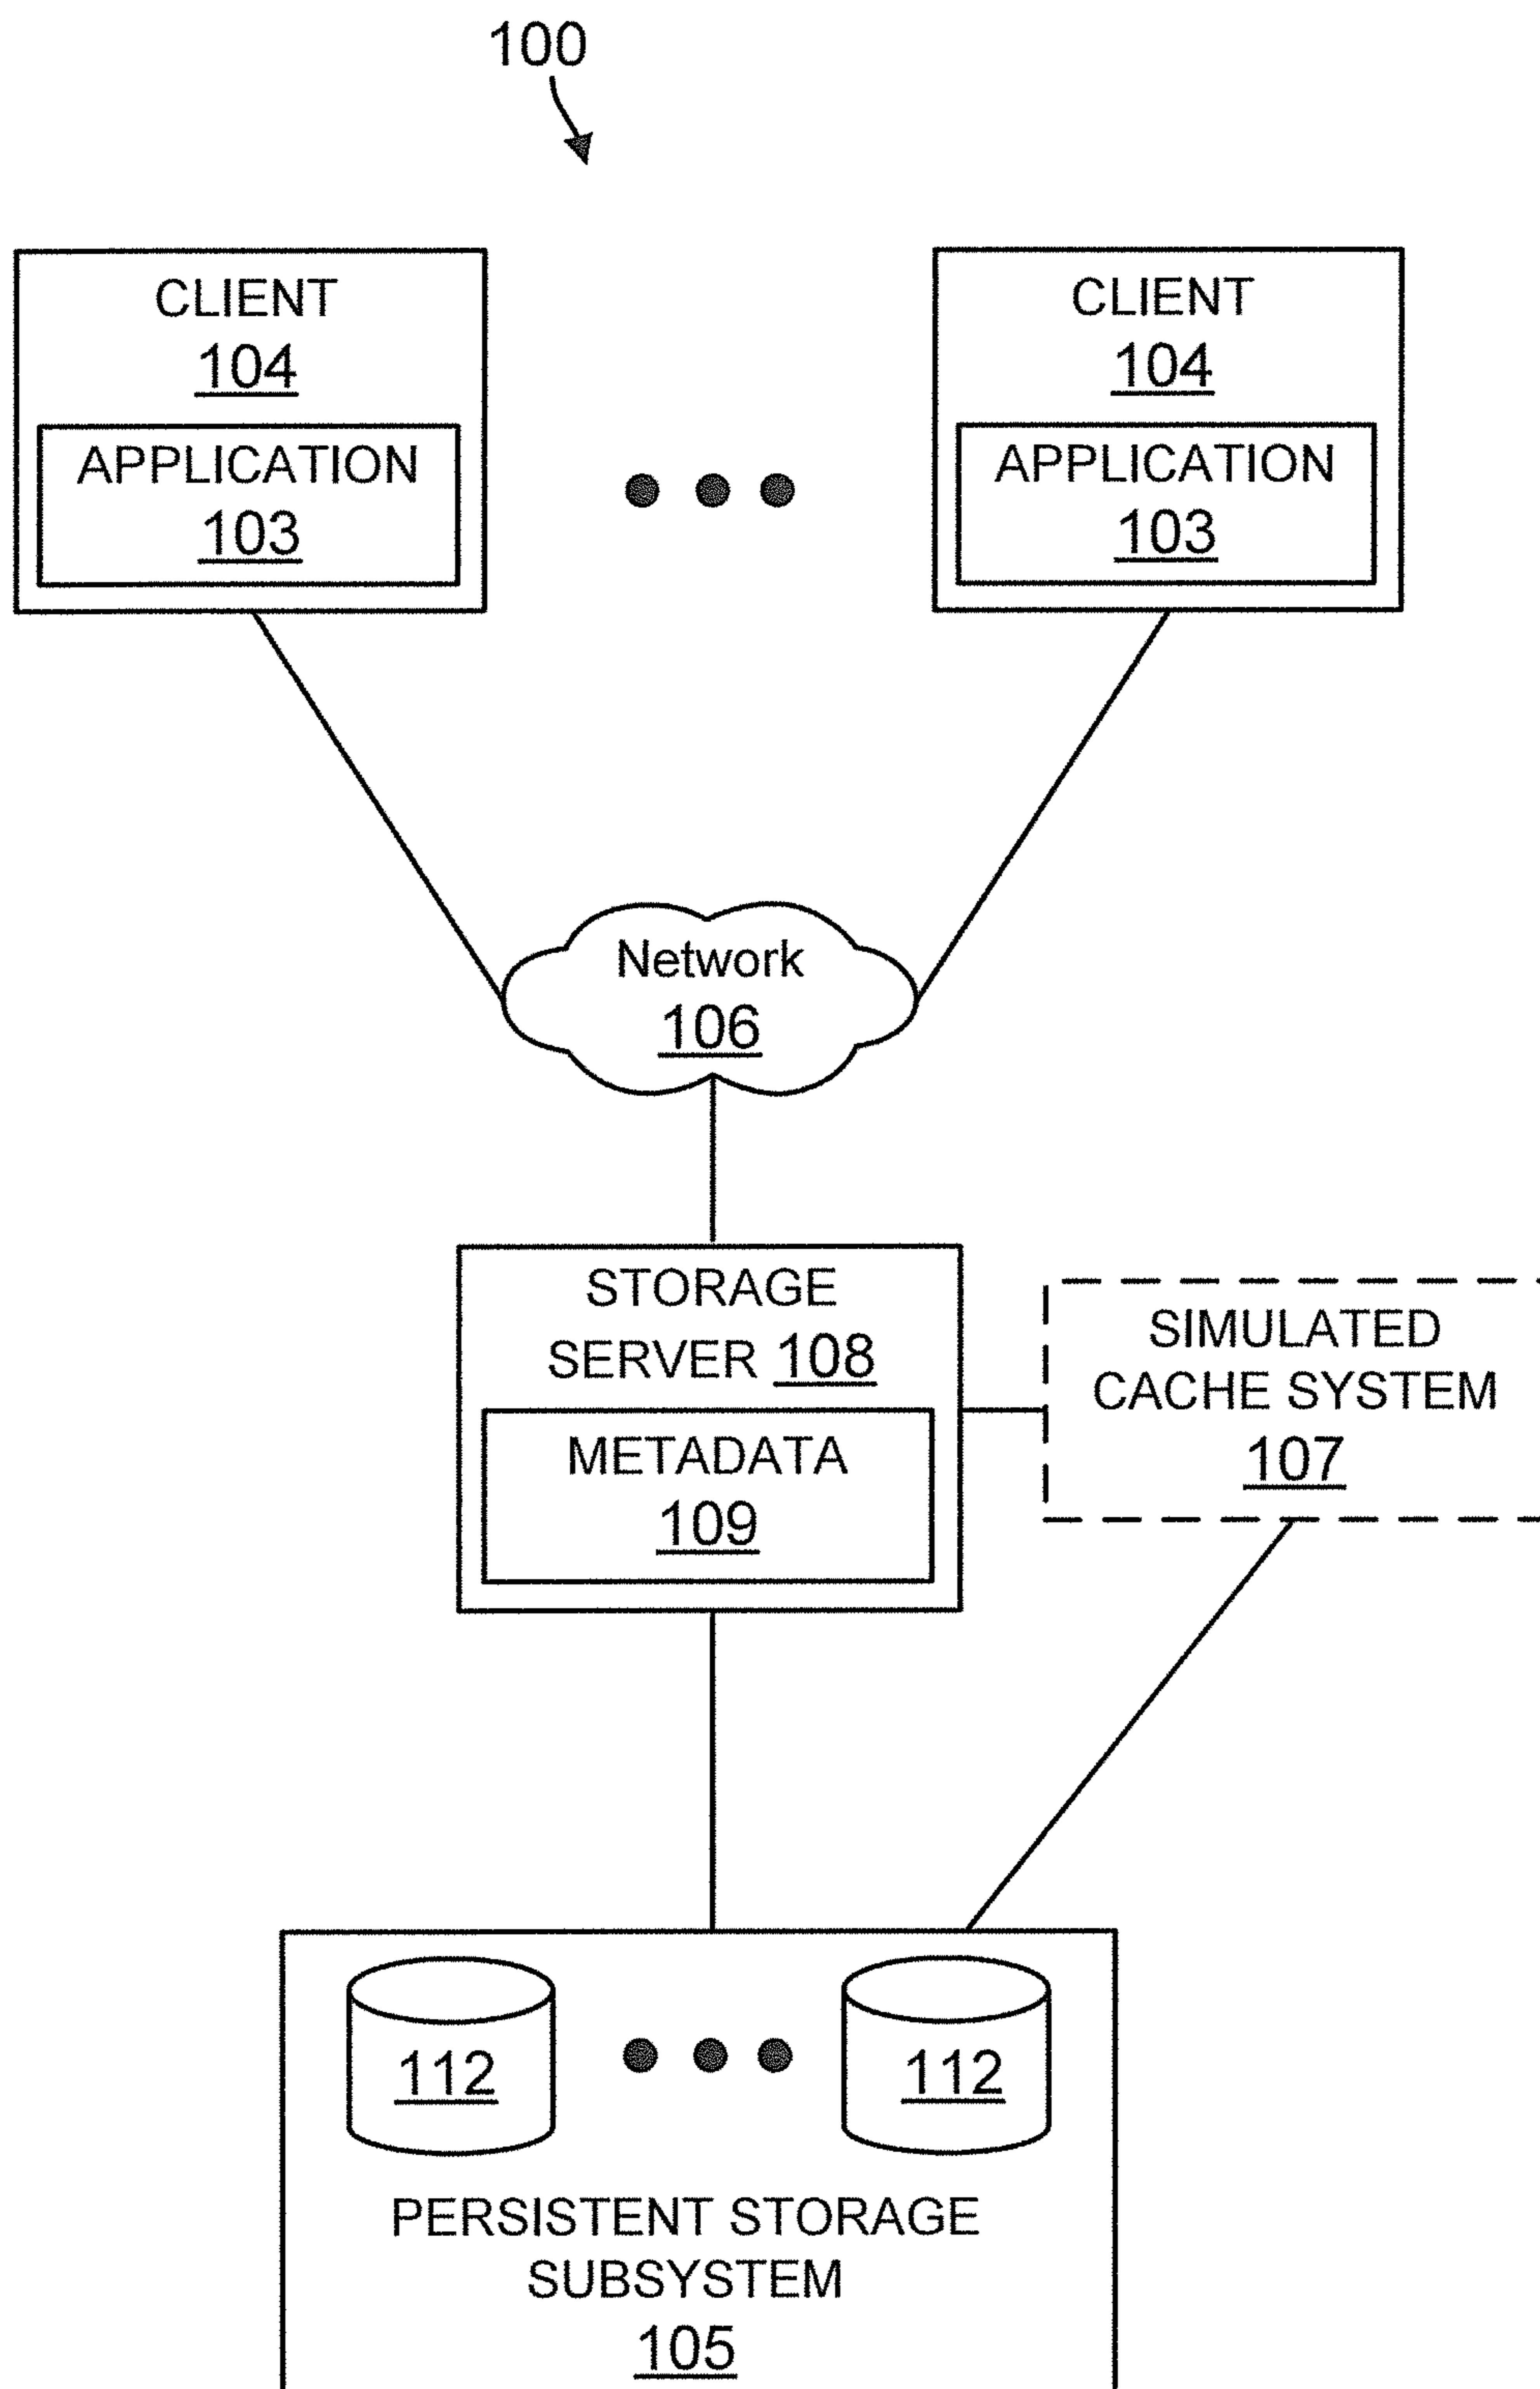 100
CLIENT
104
APPLICATION
103
CLIENT
104
APPLICATION
103
Network
106
STORAGE
SERVER 108
METADATA
109
SIMULATED
CACHE SYSTEM
107
112
112
PERSISTENT STORAGE
SUBSYSTEM
105